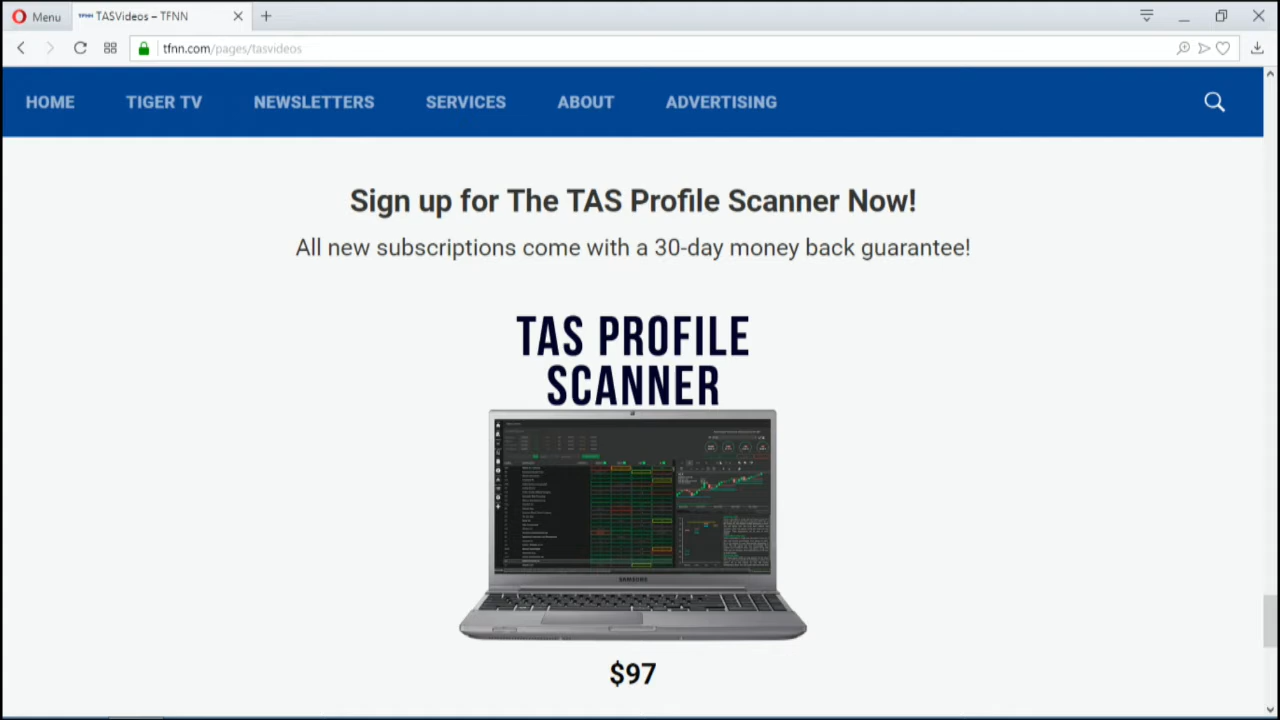 Menu
TFNN TASVideos – TFNN
tfnn.com/pages/tasvideos
HOME TIGER TV NEWSLETTERS SERVICES ABOUT ADVERTISING
Sign up for The TAS Profile Scanner Now!
All new subscriptions come with a 30-day money back guarantee!
TAS PROFILE
SCANNER
SAMSUNG
$97